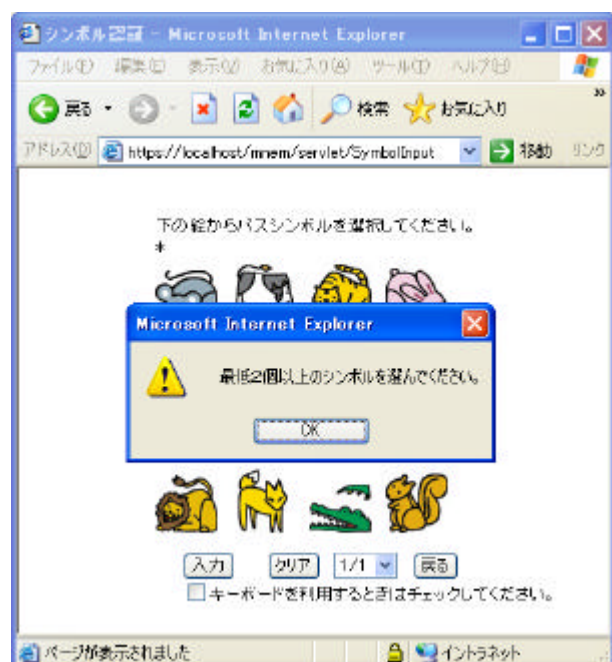 シンボル認証 - Microsoft Internet Explorer
ファイル(F) 編集(E) 表示(V) お気に入り(A) ツール(T) ヘルプ(H)
戻る 検索 お気に入り »
アドレス(D) https://localhost/mnem/servlet/SymbolInput 移動 リンク
下の絵からパスシンボルを選択してください。
*
Microsoft Internet Explorer
最低2個以上のシンボルを選んでください。
OK
入力 クリア 1/1 戻る
キーボードを利用するときはチェックしてください。
ページが表示されました イントラネット